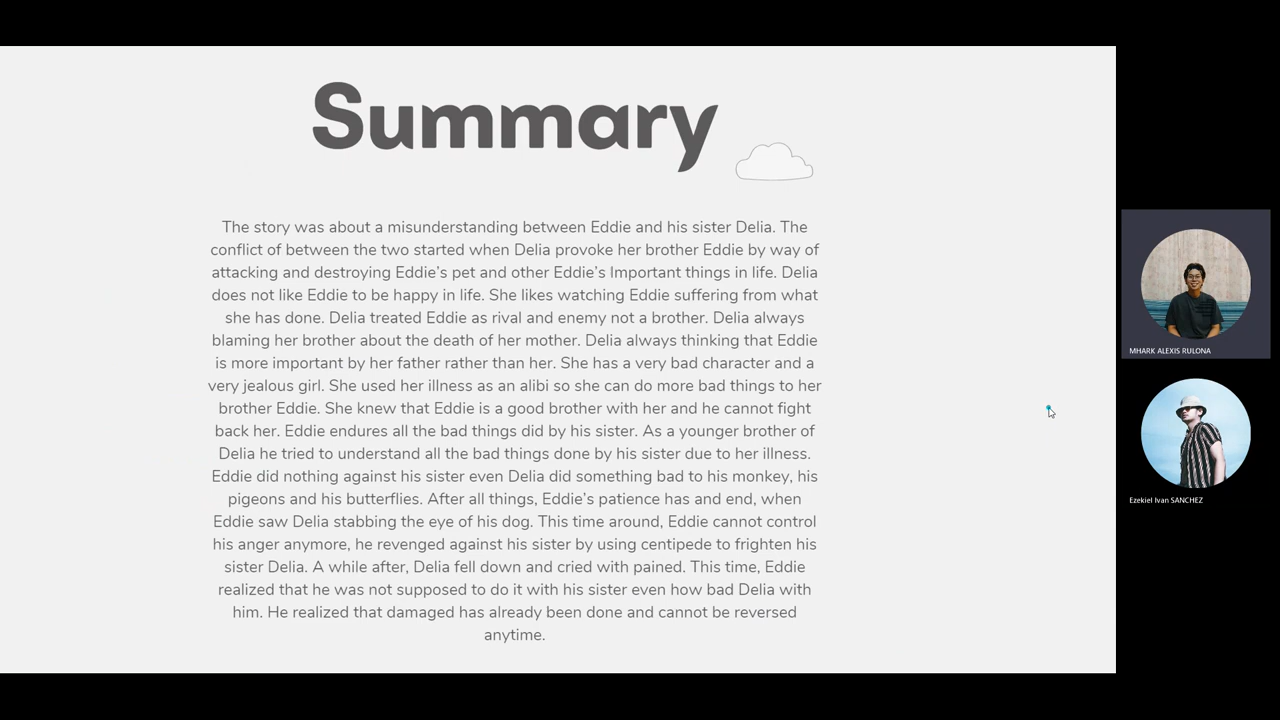 Summary
The story was about a misunderstanding between Eddie and his sister Delia. The
conflict of between the two started when Delia provoke her brother Eddie by way of
attacking and destroying Eddie's pet and other Eddie's Important things in life. Delia
does not like Eddie to be happy in life. She likes watching Eddie suffering from what
she has done. Delia treated Eddie as rival and enemy not a brother. Delia always
blaming her brother about the death of her mother. Delia always thinking that Eddie
is more important by her father rather than her. She has a very bad character and a
very jealous girl. She used her illness as an alibi so she can do more bad things to her
brother Eddie. She knew that Eddie is a good brother with her and he cannot fight
back her. Eddie endures all the bad things did by his sister. As a younger brother of
Delia he tried to understand all the bad things done by his sister due to her illness.
Eddie did nothing against his sister even Delia did something bad to his monkey, his
pigeons and his butterflies. After all things, Eddie's patience has and end, when
Eddie saw Delia stabbing the eye of his dog. This time around, Eddie cannot control
his anger anymore, he revenged against his sister by using centipede to frighten his
sister Delia. A while after, Delia fell down and cried with pained. This time, Eddie
realized that he was not supposed to do it with his sister even how bad Delia with
him. He realized that damaged has already been done and cannot be reversed
anytime.
MHARK ALEXIS RULONA
Ezekiel Ivan SANCHEZ